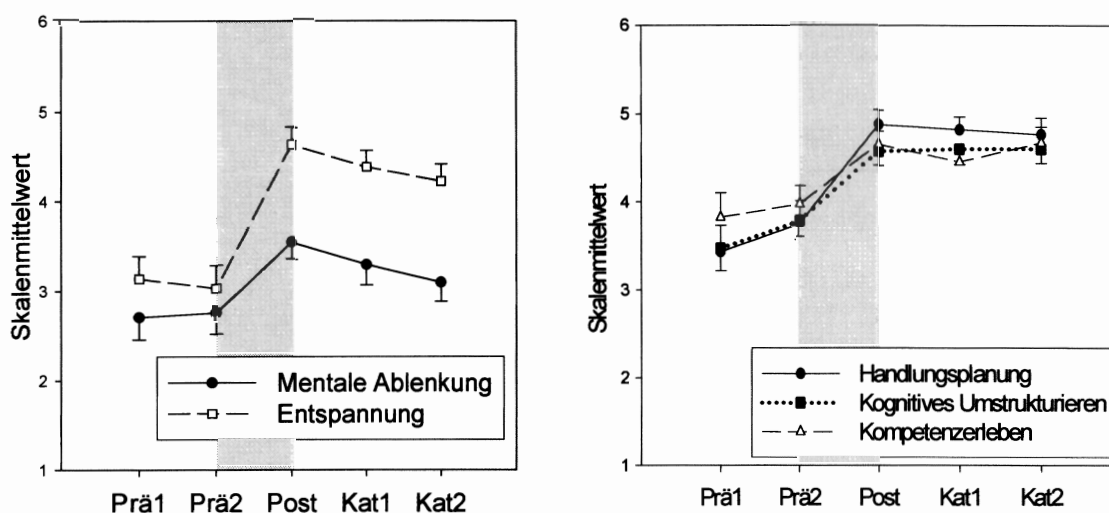 Skalenmittelwert
6
5
4
3
2
1
Mentale Ablenkung
Entspannung
Prä1 Prä2 Post Kat1 Kat2
Skalenmittelwert
6
5
4
3
2
1
Handlungsplanung
Kognitives Umstrukturieren
Kompetenzerleben
Prä1 Prä2 Post Kat1 Kat2